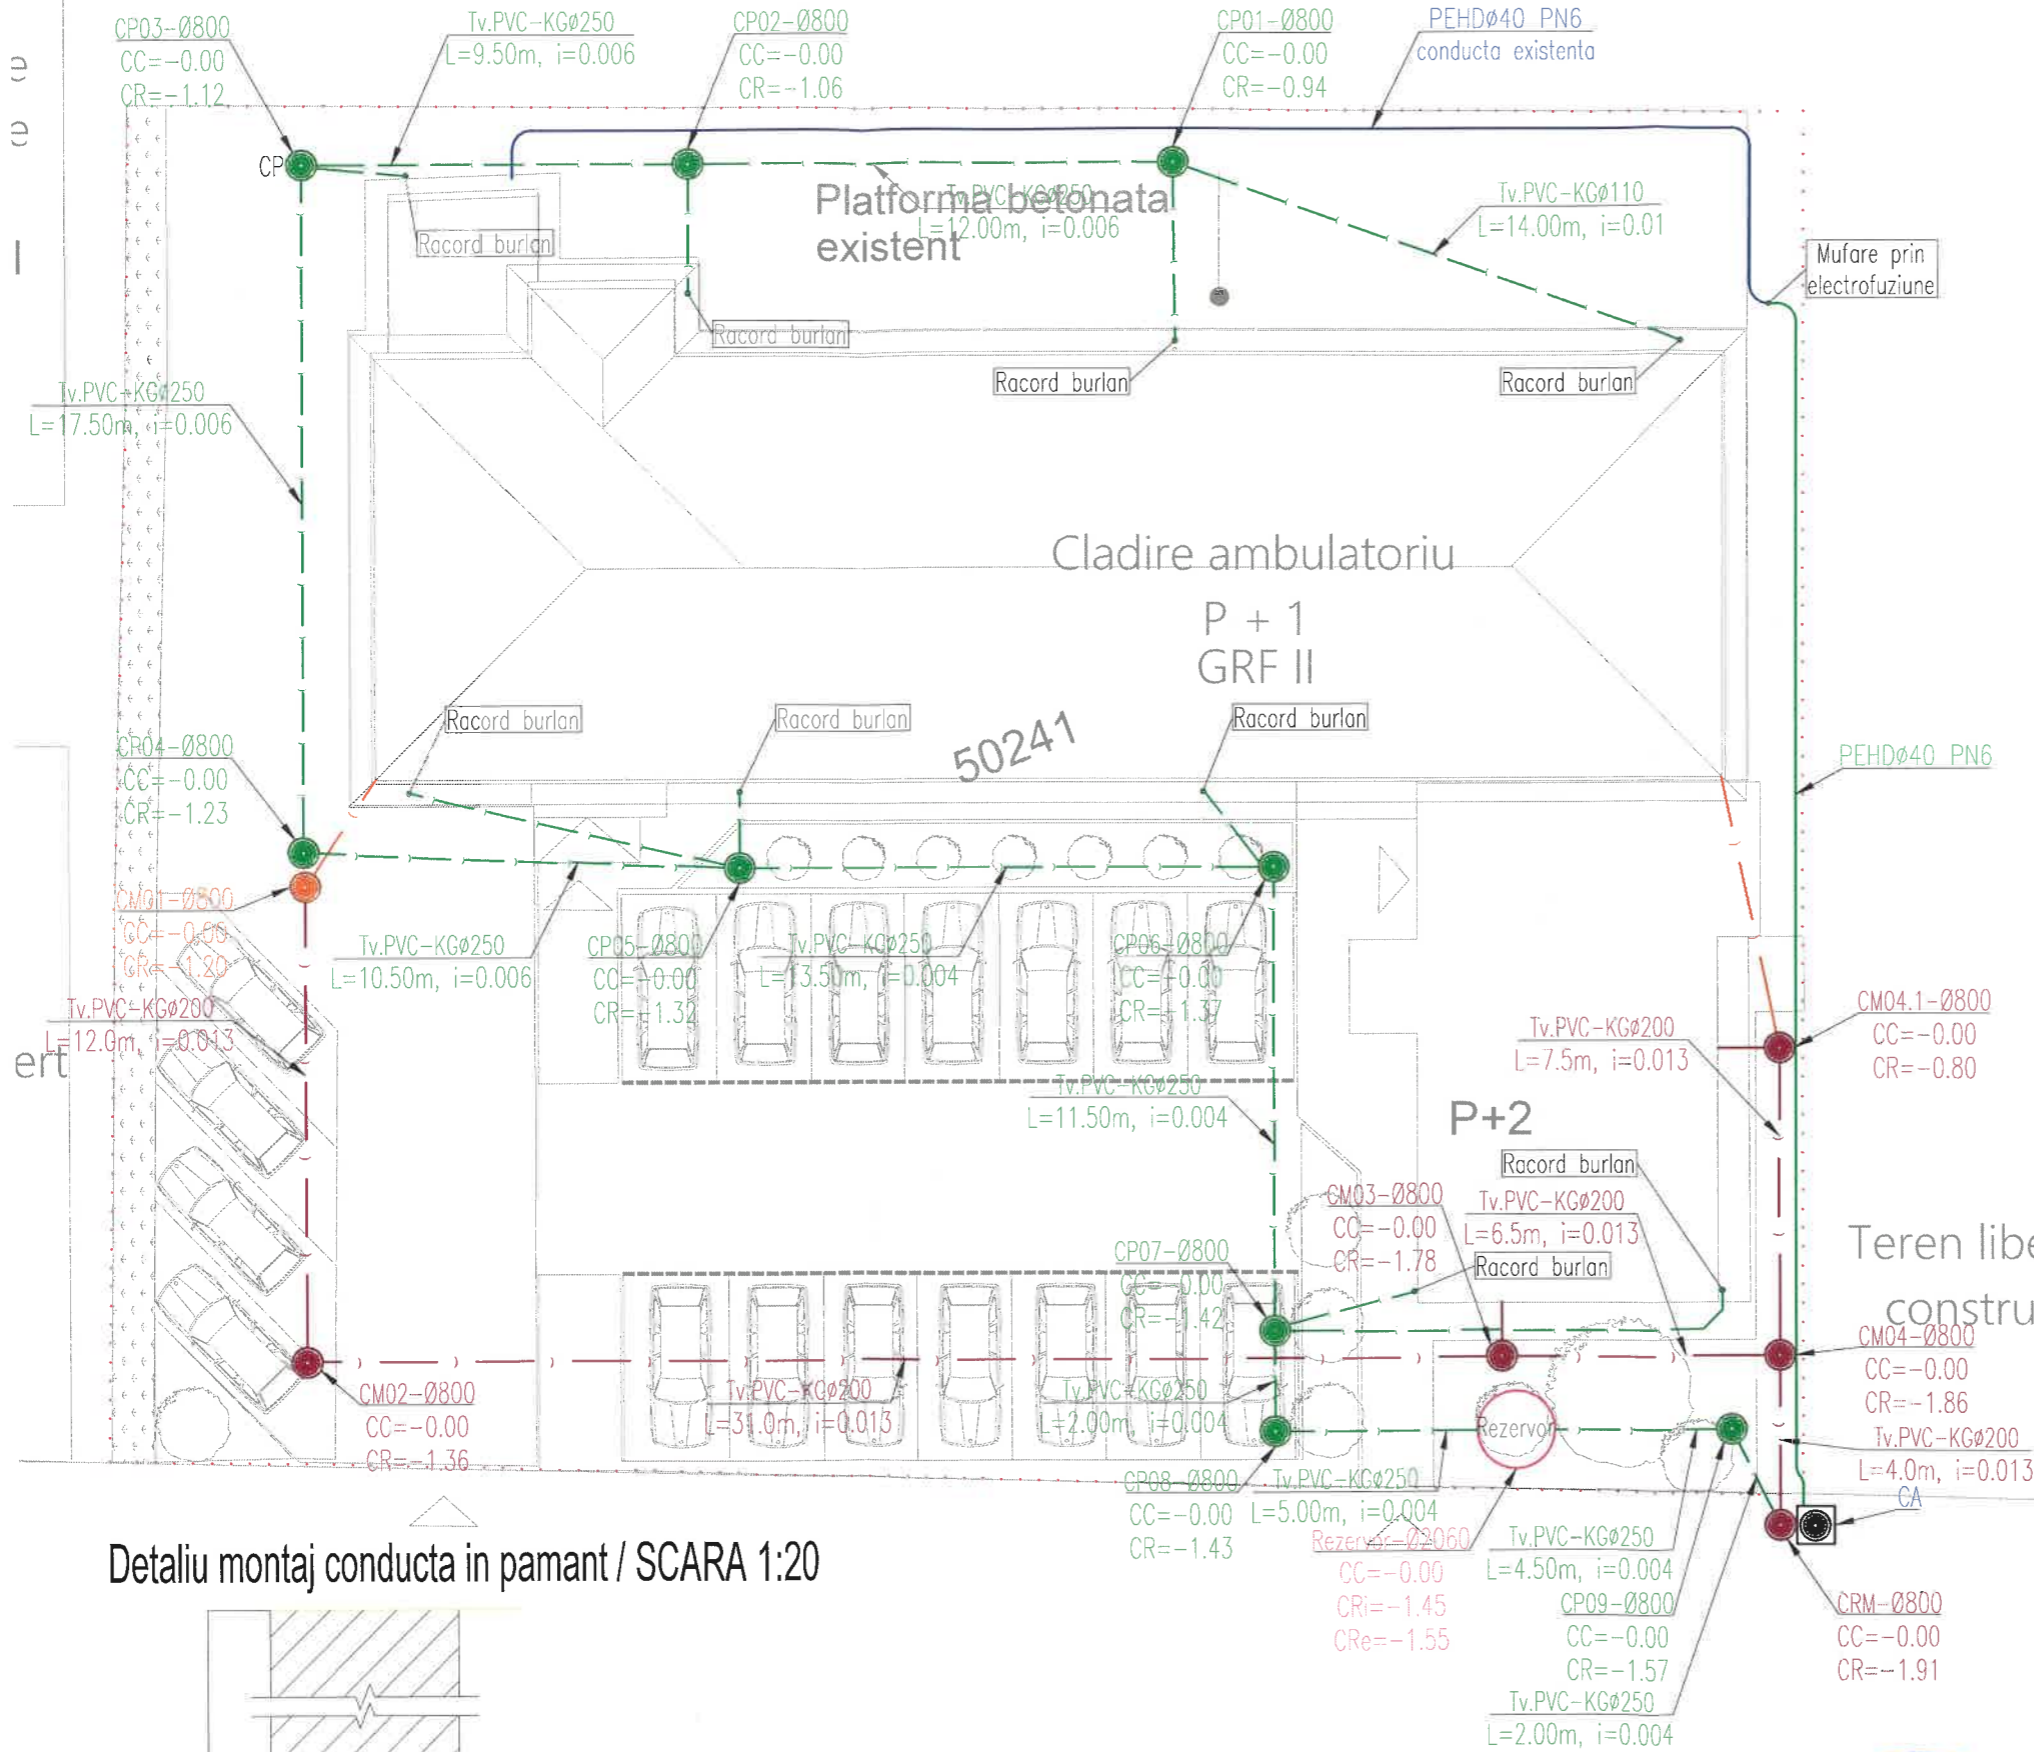 CP03-Ø800
CC=-0.00
CR=-1.12
Tv.PVC-KGø250
L=9.50m, i=0.006
CP02-Ø800
CC=-0.00
CR=-1.06
CP01-Ø800
CC=-0.00
CR=-0.94
PEHDø40 PN6
conducta existenta
CP
Racord burlan
Platforma betonata
existent
Tv.PVC-KGø250
L=12.00m, i=0.006
Tv.PVC-KGø110
L=14.00m, i=0.01
Mufare prin
electrofuziune
Racord burlan
Racord burlan
Racord burlan
Tv.PVC-KGø250
L=17.50m, i=0.006
Cladire ambulatoriu
P + 1
GRF II
50241
Racord burlan
Racord burlan
Racord burlan
CP04-Ø800
CC=-0.00
CR=-1.23
PEHDø40 PN6
CM01-Ø800
CC=-0.00
CR=-1.20
Tv.PVC-KGø250
L=10.50m, i=0.006
CP05-Ø800
CC=-0.00
CR=-1.32
Tv.PVC-KGø250
L=13.50m, i=0.004
CP06-Ø800
CC=-0.00
CR=-1.37
Tv.PVC-KGø200
L=12.0m, i=0.013
ert
Tv.PVC-KGø200
L=7.5m, i=0.013
CM04.1-Ø800
CC=-0.00
CR=-0.80
Tv.PVC-KGø250
L=11.50m, i=0.004
P+2
Racord burlan
CM03-Ø800
CC=-0.00
CR=-1.78
Tv.PVC-KGø200
L=6.5m, i=0.013
Racord burlan
CP07-Ø800
CC=-0.00
CR=-1.42
Teren libe
constru
CM04-Ø800
CC=-0.00
CR=-1.86
CM02-Ø800
CC=-0.00
CR=-1.36
Tv.PVC-KGø200
L=31.0m, i=0.013
Tv.PVC-KGø250
L=2.00m, i=0.004
Rezervor
Tv.PVC-KGø200
L=4.0m, i=0.013
CA
CP08-Ø800
CC=-0.00
CR=-1.43
Tv.PVC-KGø250
L=5.00m, i=0.004
Rezervor-Ø2060
CC=-0.00
CRi=-1.45
CRe=-1.55
Tv.PVC-KGø250
L=4.50m, i=0.004
CP09-Ø800
CC=-0.00
CR=-1.57
Tv.PVC-KGø250
L=2.00m, i=0.004
CRM-Ø800
CC=-0.00
CR=-1.91
Detaliu montaj conducta in pamant / SCARA 1:20